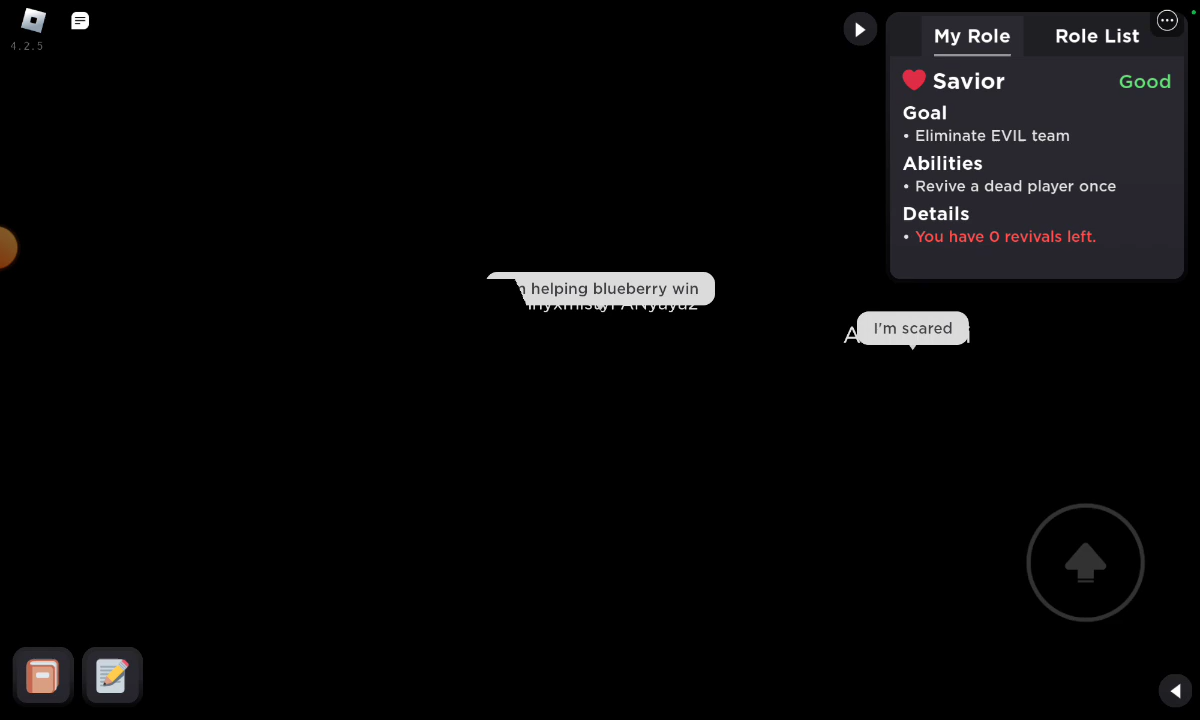 4.2.5
My Role
Role List
Savior
Good
Goal
• Eliminate EVIL team
Abilities
• Revive a dead player once
Details
• You have 0 revivals left.
helping blueberry win
I'm scared